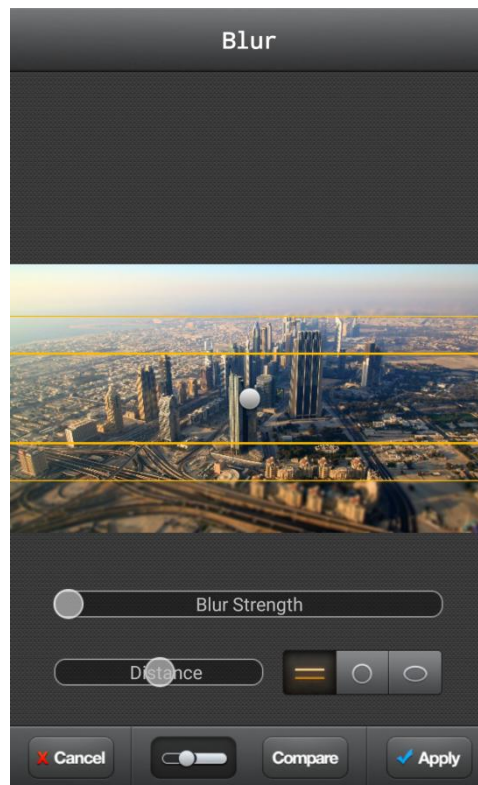 Blur
Blur Strength
Distance
Cancel
Compare
Apply